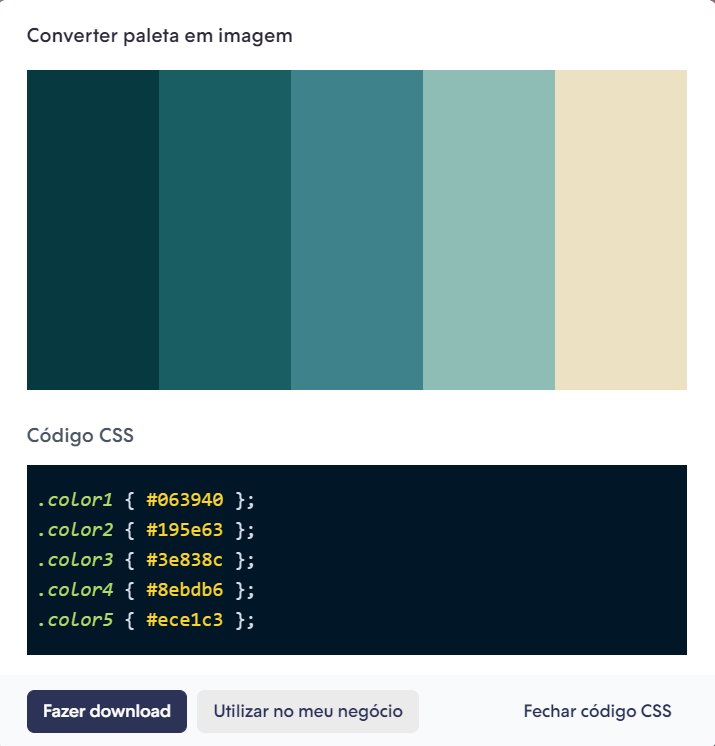 Converter paleta em imagem
Código CSS
.color1 { #063940 };
.color2 { #195e63 };
.color3 { #3e838c };
.color4 { #8ebdb6 };
.color5 { #ece1c3 };
Fazer download
Utilizar no meu negócio
Fechar código CSS